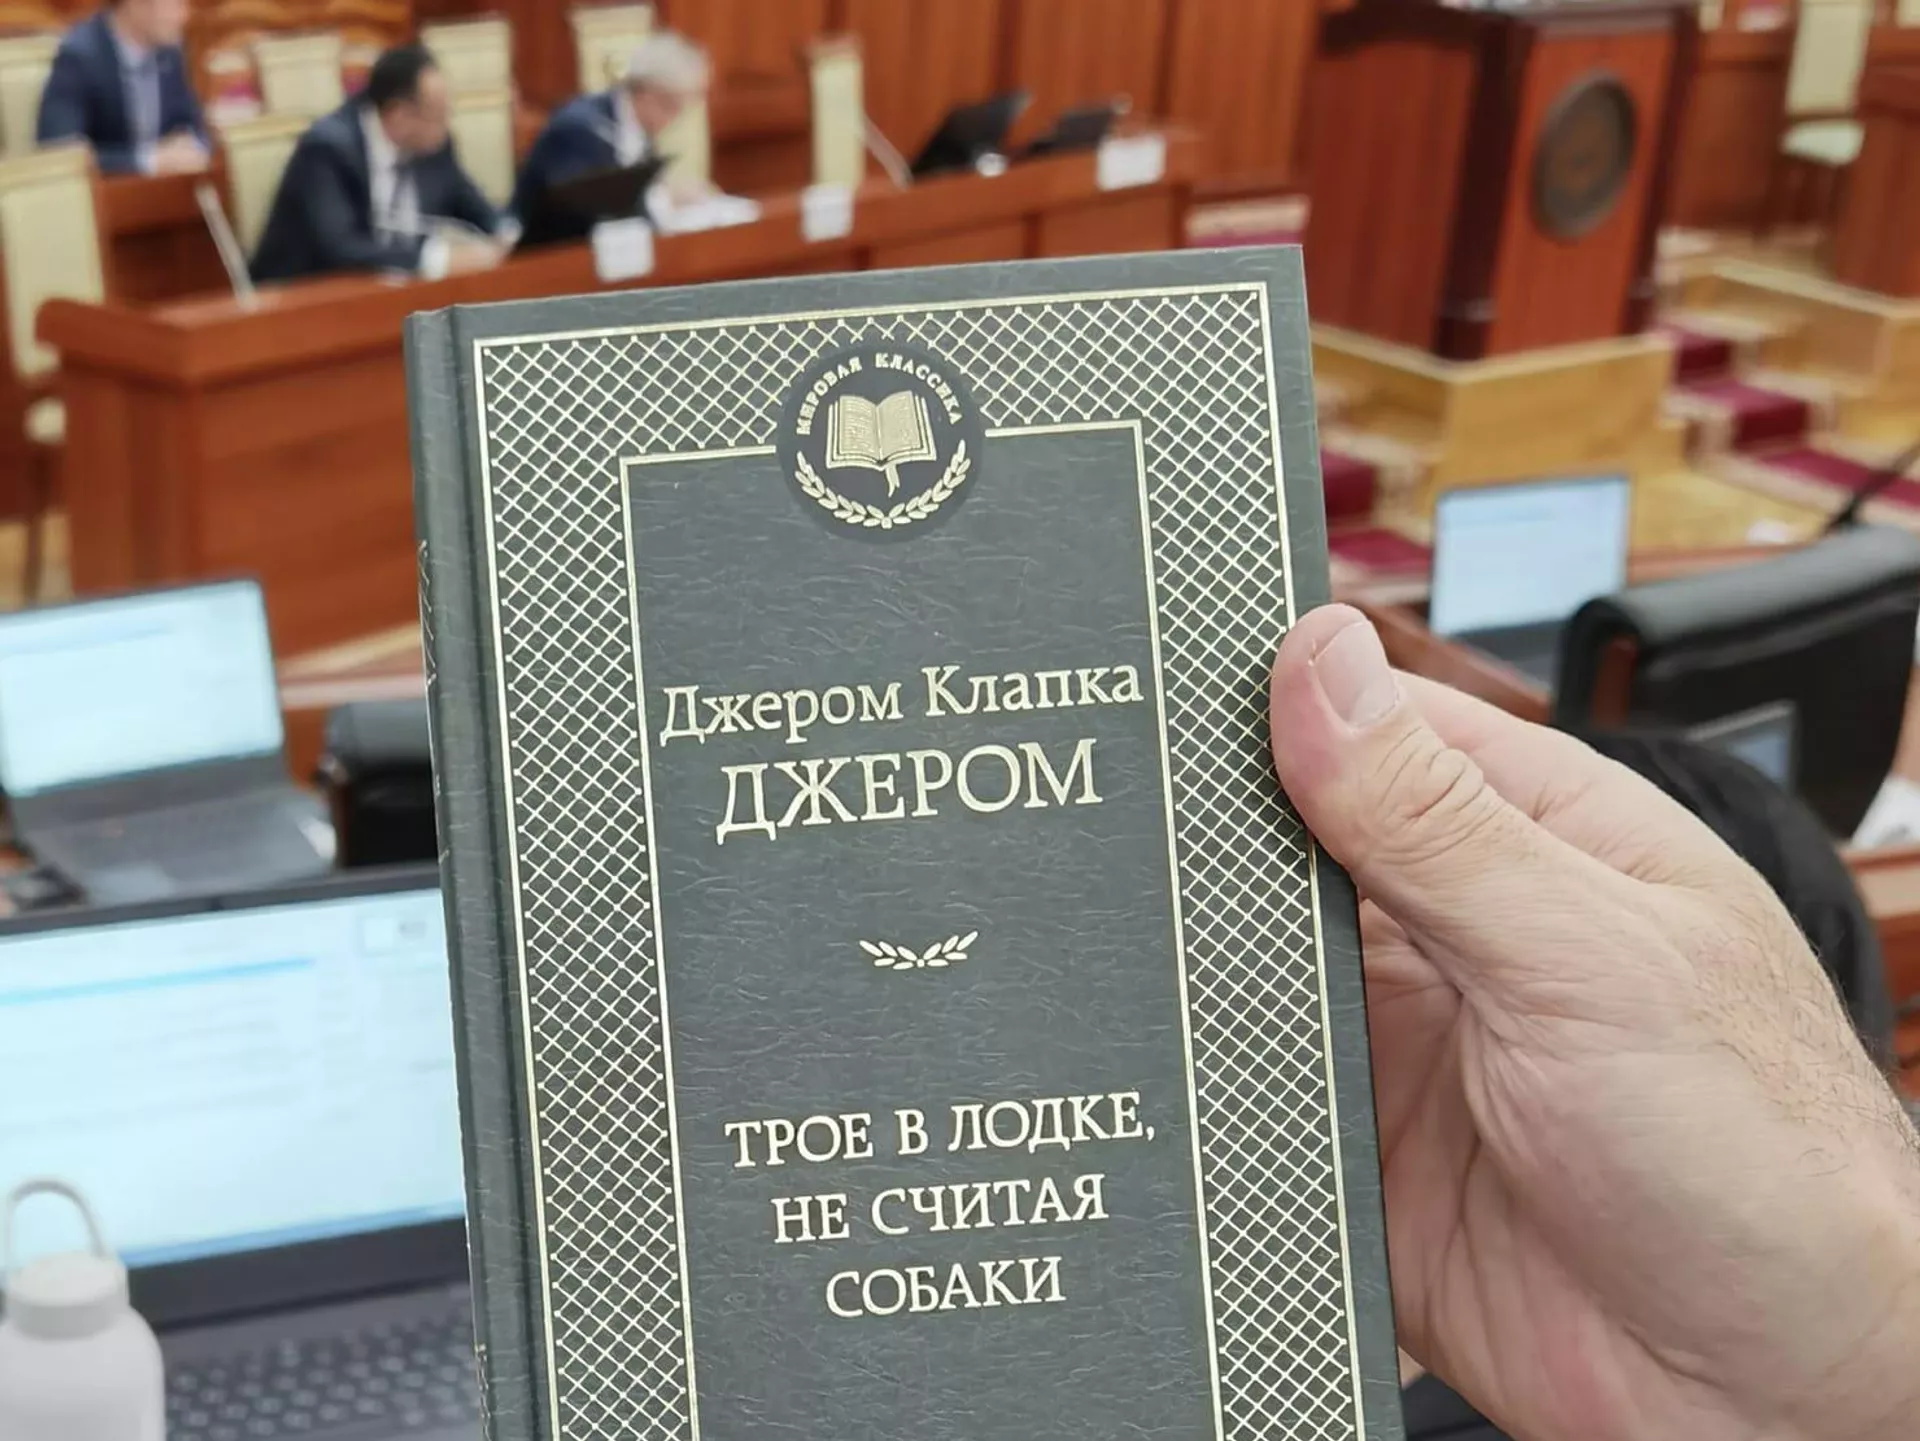 МИРОВАЯ КЛАССИКА
Джером Клапка
ДЖЕРОМ
ТРОЕ В ЛОДКЕ,
НЕ СЧИТАЯ
СОБАКИ